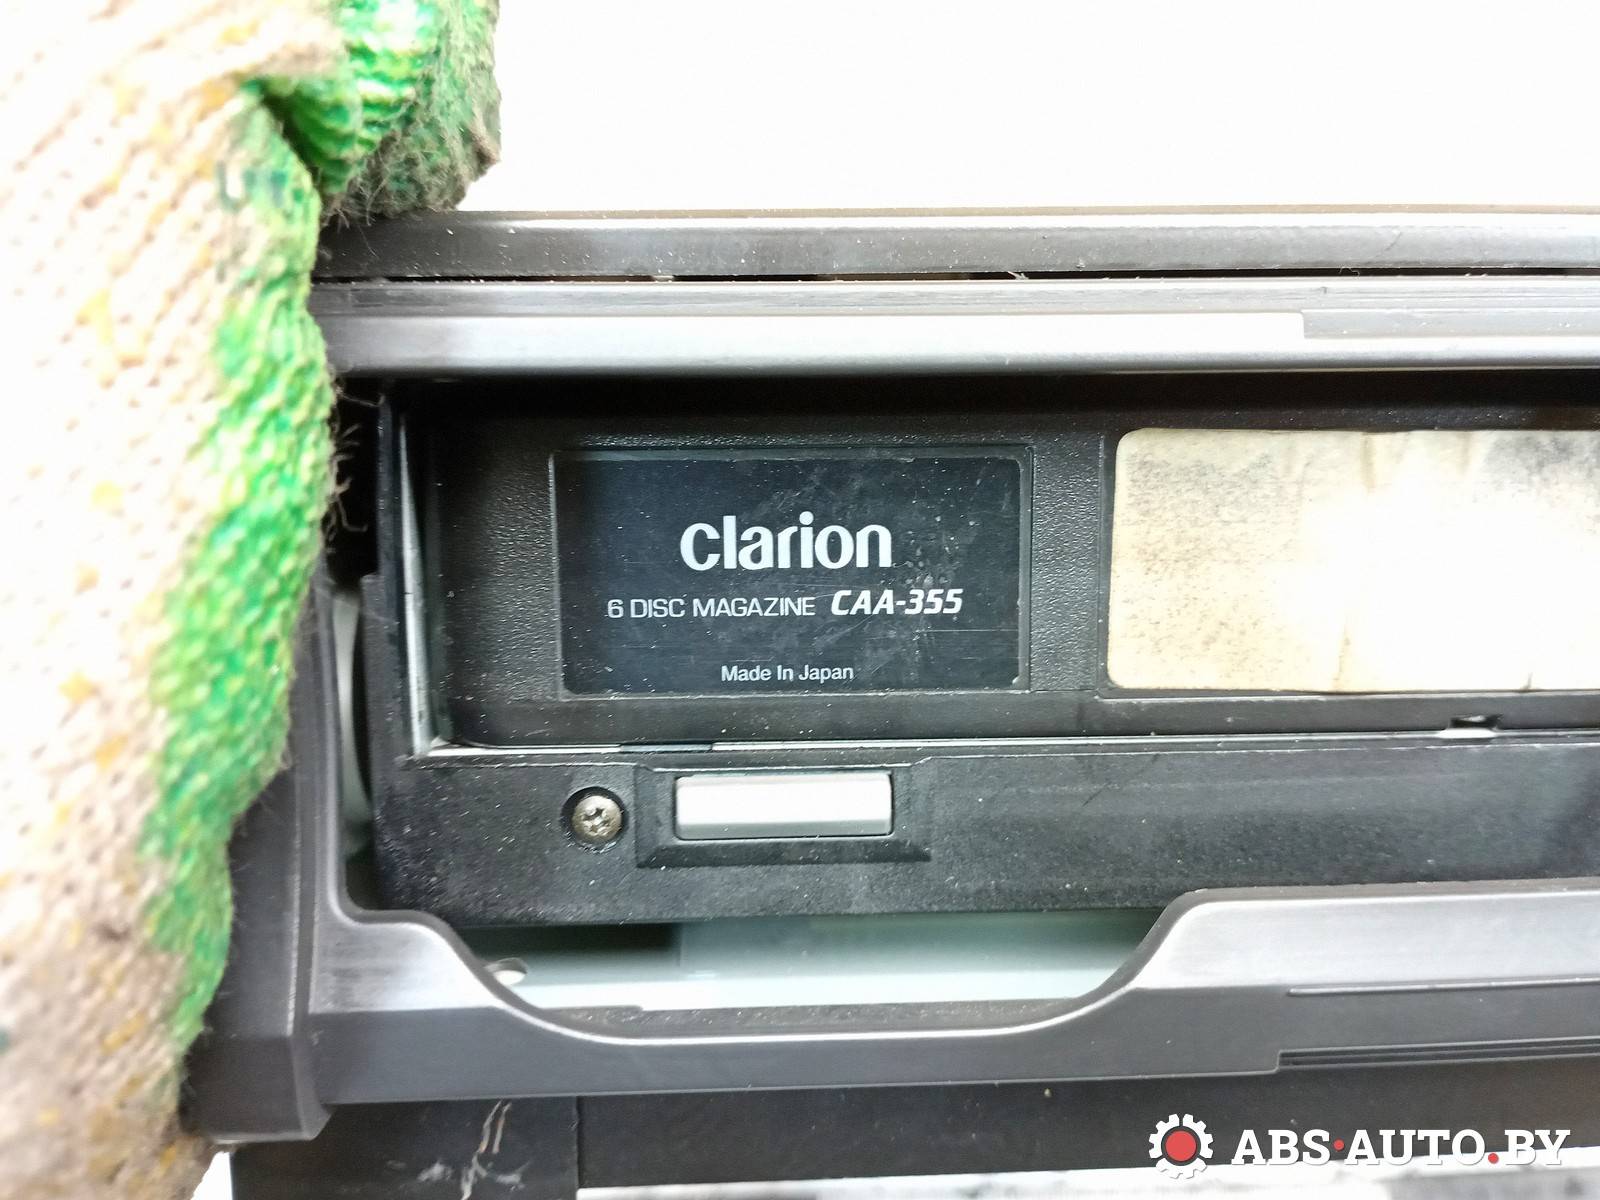 clarion
6 DISC MAGAZINE CAA-355
Made In Japan
ABS·AUTO.BY